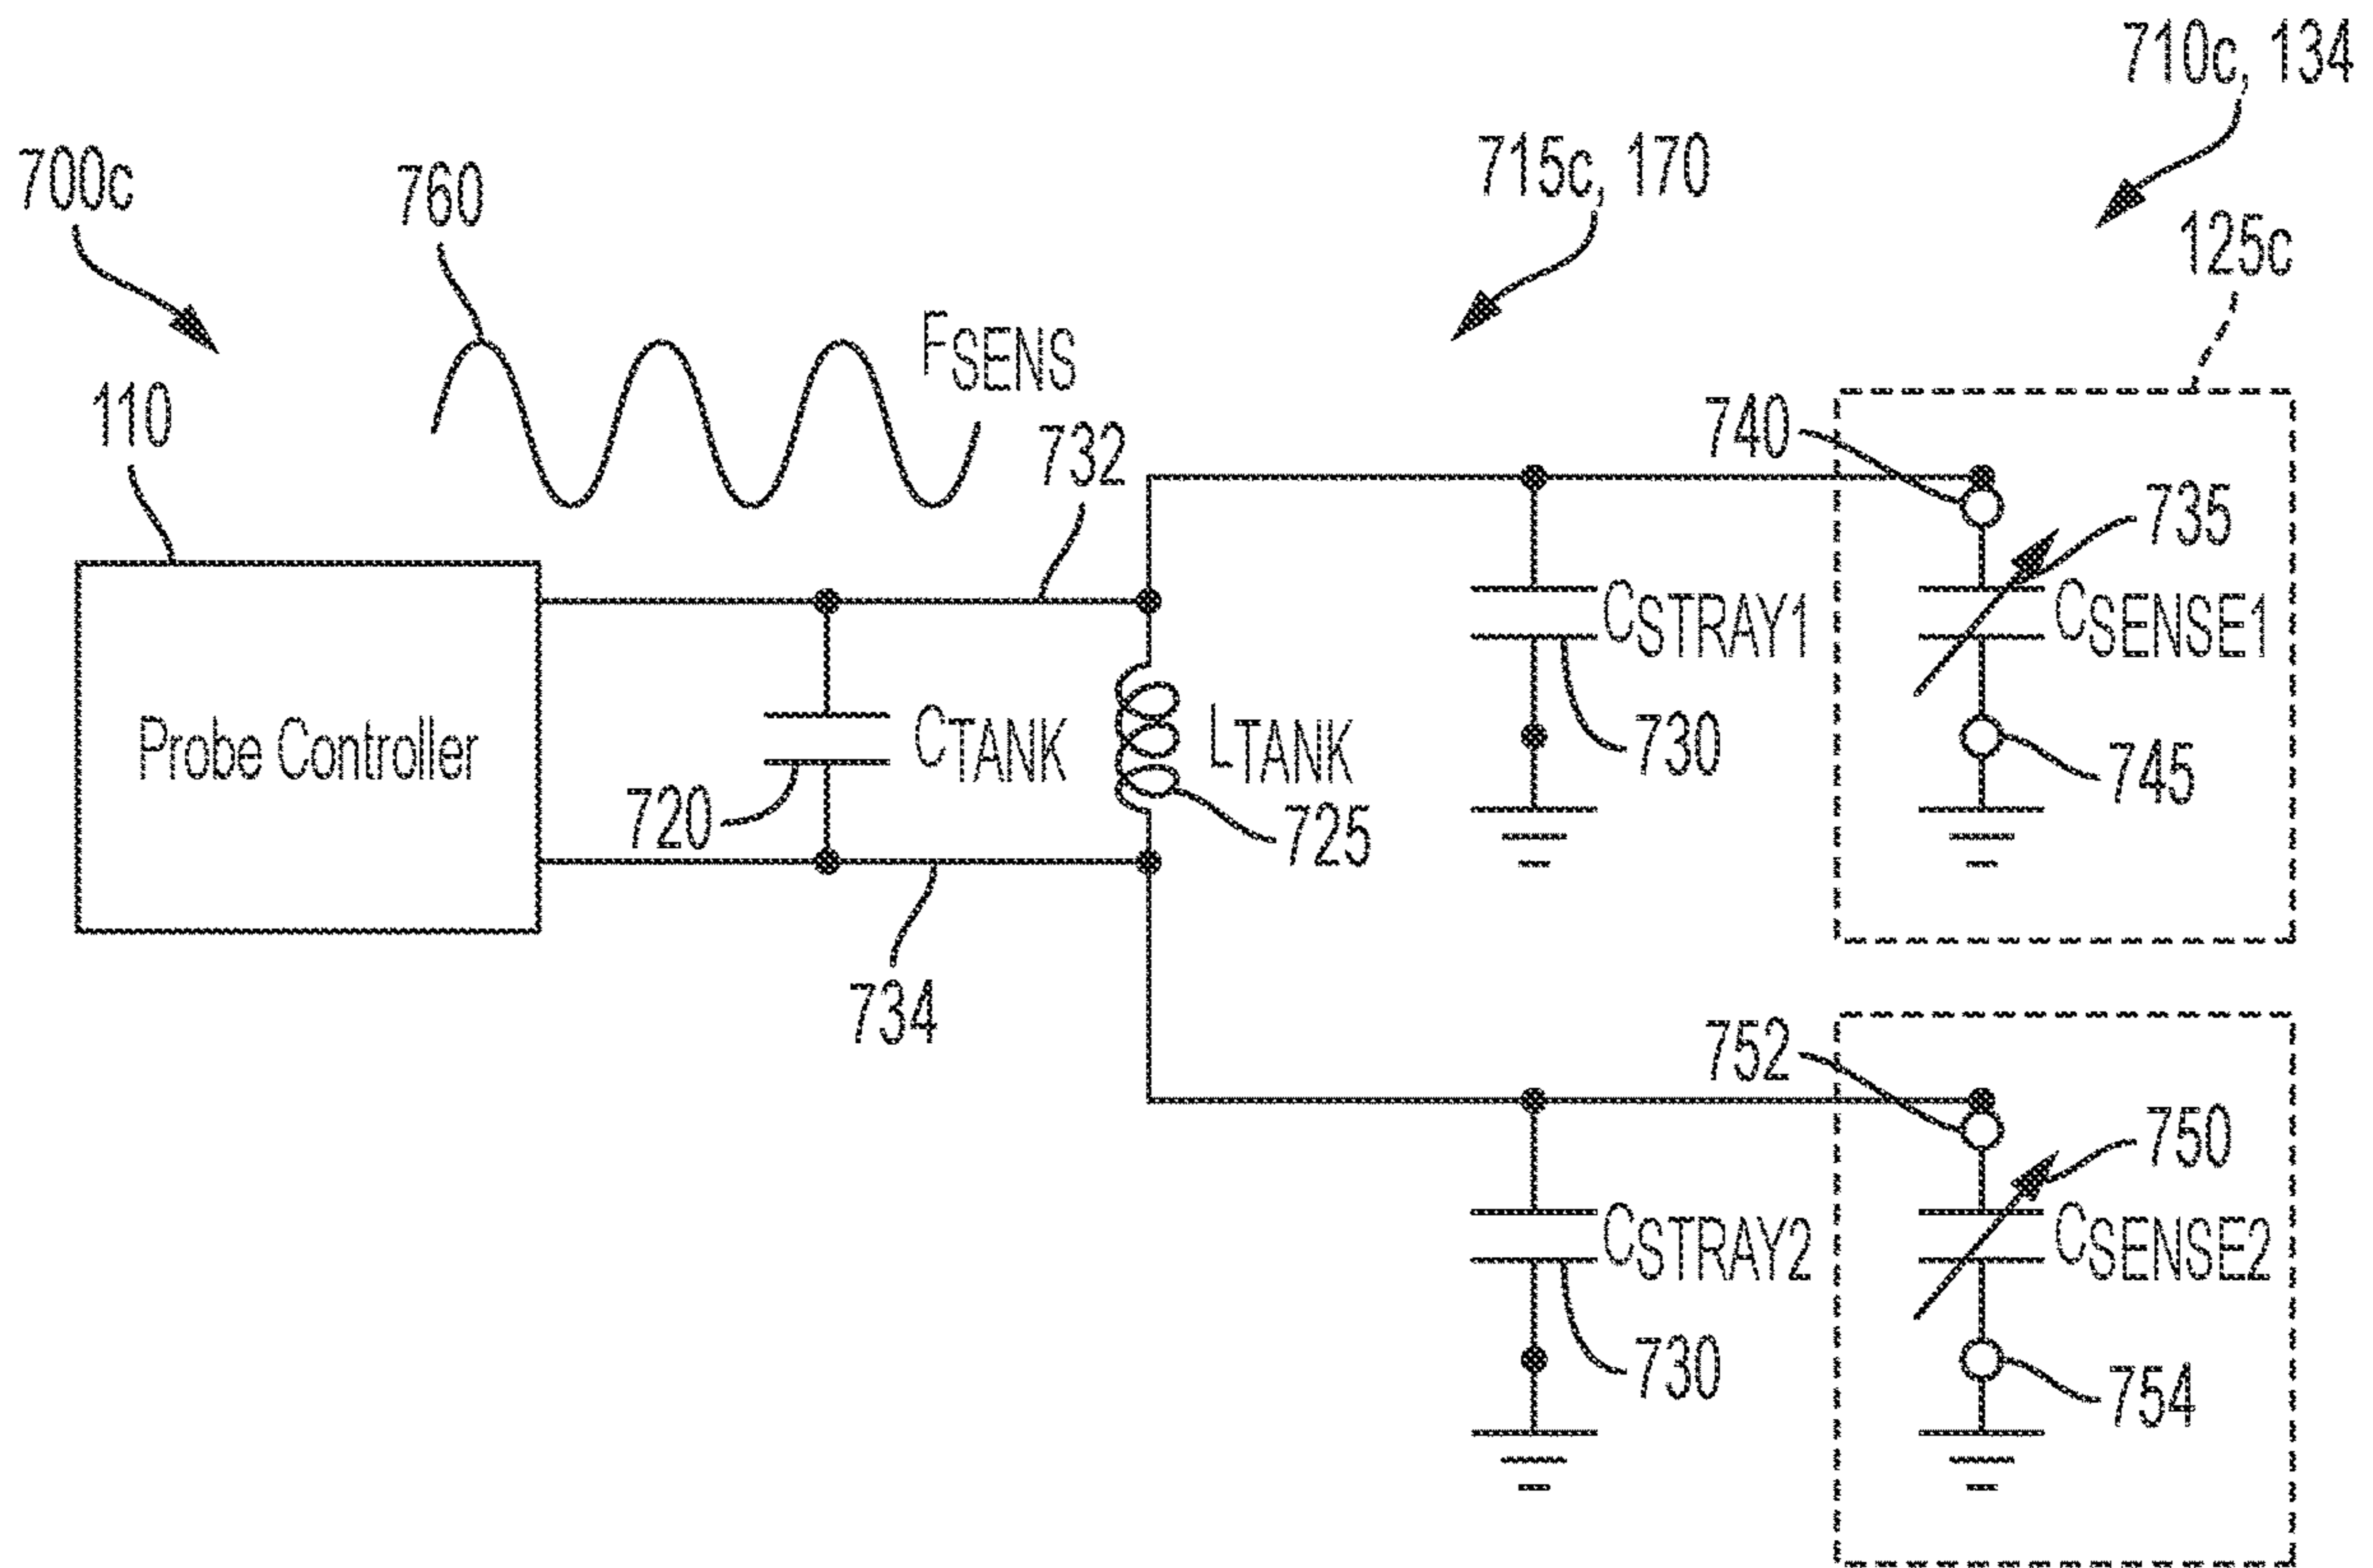 710c, 134
715c, 170
700c
760
125c
FSENS
110
740
732
735
CSTRAY1
CSENSE1
Probe Controller
CTANK
LTANK
730
745
720
725
734
752
750
CSTRAY2
CSENSE2
730
754